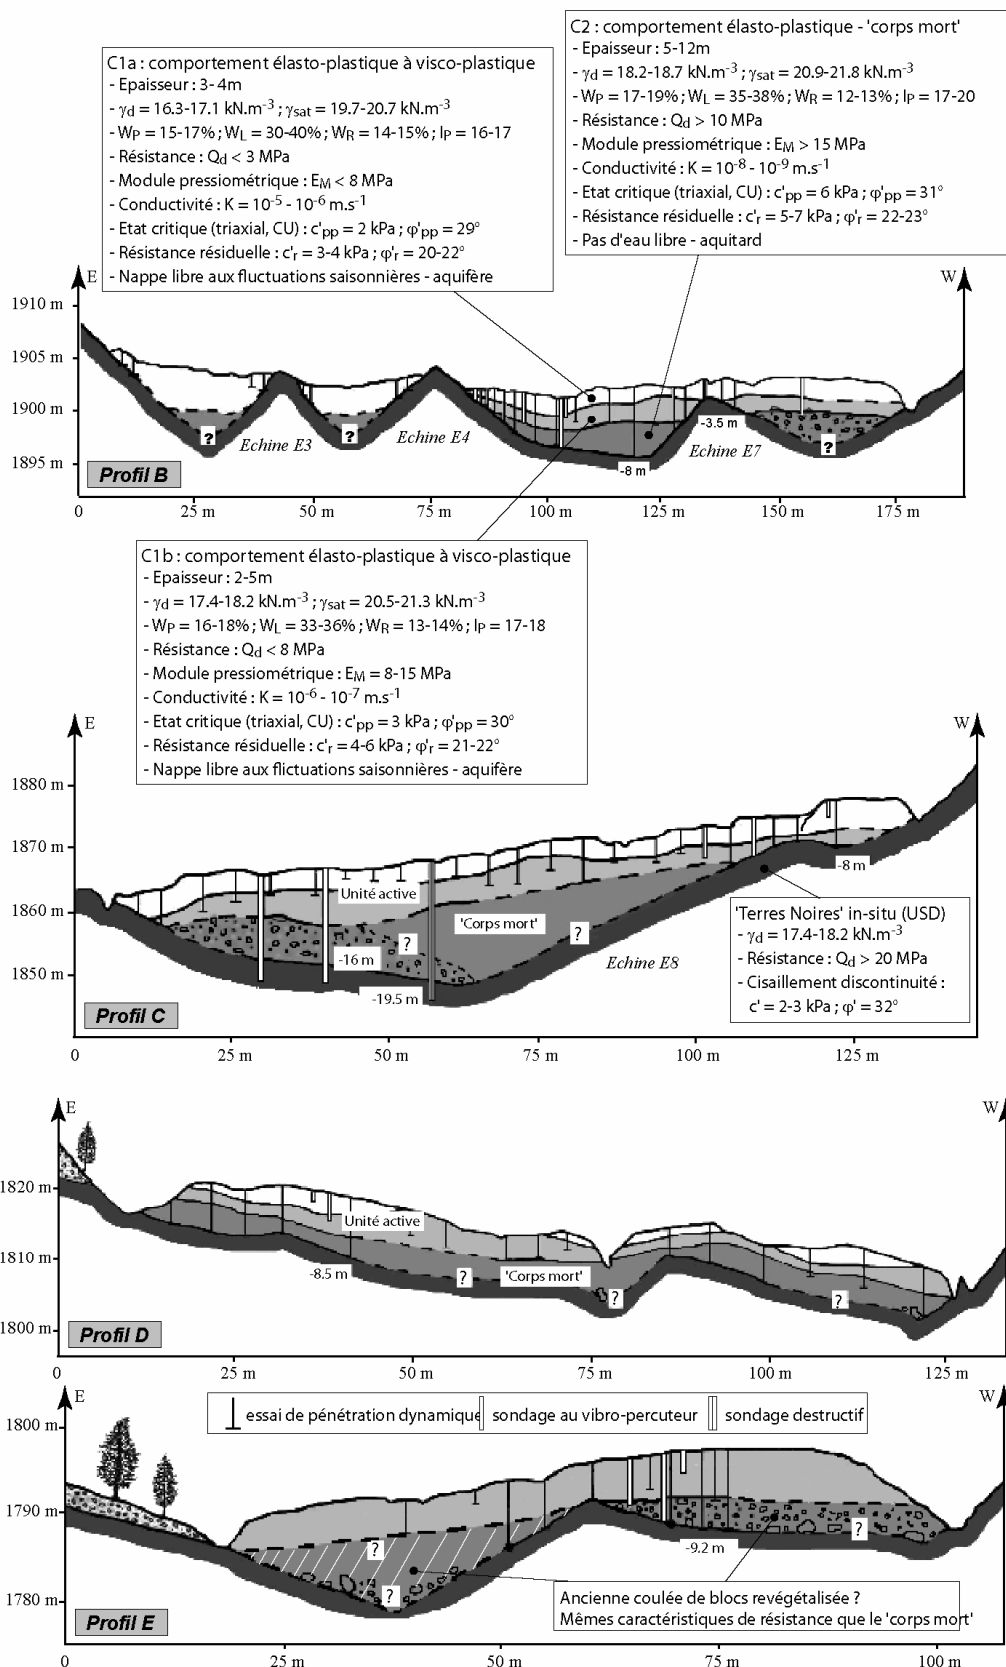 C2 : comportement élasto-plastique - 'corps mort'
- Epaisseur : 5-12m
- γd = 18.2-18.7 kN.m-3 ; γsat = 20.9-21.8 kN.m-3
- WP = 17-19% ; WL = 35-38% ; WR = 12-13% ; IP = 17-20
- Résistance : Qd > 10 MPa
- Module pressiométrique : EM > 15 MPa
- Conductivité : K = 10-8 - 10-9 m.s-1
- Etat critique (triaxial, CU) : c'pp = 6 kPa ; φ'pp = 31°
- Résistance résiduelle : c'r = 5-7 kPa ; φ'r = 22-23°
- Pas d'eau libre - aquitard
C1a : comportement élasto-plastique à visco-plastique
- Epaisseur : 3- 4m
- γd = 16.3-17.1 kN.m-3 ; γsat = 19.7-20.7 kN.m-3
- WP = 15-17% ; WL = 30-40% ; WR = 14-15% ; IP = 16-17
- Résistance : Qd < 3 MPa
- Module pressiométrique : EM < 8 MPa
- Conductivité : K = 10-5 - 10-6 m.s-1
- Etat critique (triaxial, CU) : c'pp = 2 kPa ; φ'pp = 29°
- Résistance résiduelle : c'r = 3-4 kPa ; φ'r = 20-22°
- Nappe libre aux fluctuations saisonnières - aquifère
E W
1910 m
1905 m
1900 m
1895 m
? ? ?
Echine E3 Echine E4 Echine E7
-3.5 m
-8 m
Profil B
0 25 m 50 m 75 m 100 m 125 m 150 m 175 m
C1b : comportement élasto-plastique à visco-plastique
- Epaisseur : 2-5m
- γd = 17.4-18.2 kN.m-3 ; γsat = 20.5-21.3 kN.m-3
- WP = 16-18% ; WL = 33-36% ; WR = 13-14% ; IP = 17-18
- Résistance : Qd < 8 MPa
- Module pressiométrique : EM = 8-15 MPa
- Conductivité : K = 10-6 - 10-7 m.s-1
- Etat critique (triaxial, CU) : c'pp = 3 kPa ; φ'pp = 30°
- Résistance résiduelle : c'r = 4-6 kPa ; φ'r = 21-22°
- Nappe libre aux flictuations saisonnières - aquifère
E W
1880 m
1870 m
1860 m
1850 m
-8 m
Unité active
'Corps mort'
? ?
-16 m
Echine E8
-19.5 m
'Terres Noires' in-situ (USD)
- γd = 17.4-18.2 kN.m-3
- Résistance : Qd > 20 MPa
- Cisaillement discontinuité :
c' = 2-3 kPa ; φ' = 32°
Profil C
0 25 m 50 m 75 m 100 m 125 m
E W
1820 m
1810 m
1800 m
Unité active
-8.5 m
? 'Corps mort'
? ?
Profil D
0 25 m 50 m 75 m 100 m 125 m
E W
essai de pénétration dynamique sondage au vibro-percuteur sondage destructif
1800 m
1790 m
1780 m
? ?
-9.2 m
?
Ancienne coulée de blocs revégétalisée ?
Mêmes caractéristiques de résistance que le 'corps mort'
Profil E
0 25 m 50 m 75 m 100 m